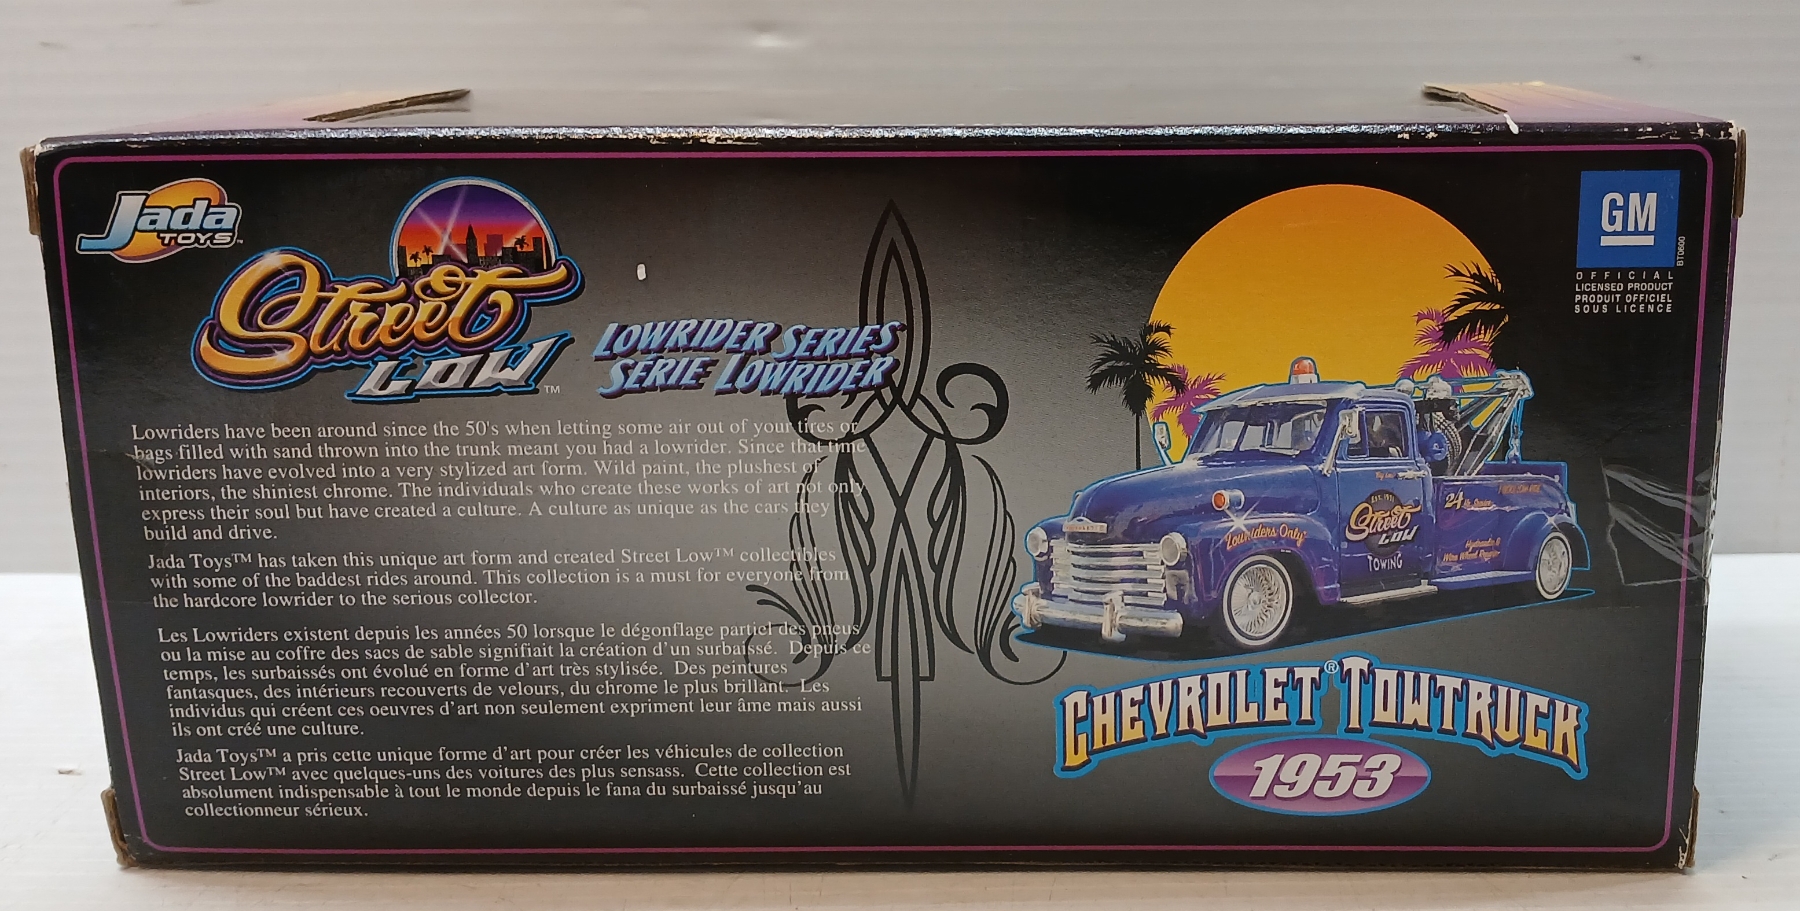 Jada
TOYS™
Street
LOW™
LOWRIDER SERIES
SÉRIE LOWRIDER
Lowriders have been around since the 50's when letting some air out of your tires or
bags filled with sand thrown into the trunk meant you had a lowrider. Since that time
lowriders have evolved into a very stylized art form. Wild paint, the plushest of
interiors, the shiniest chrome. The individuals who create these works of art not only
express their soul but have created a culture. A culture as unique as the cars they
build and drive.
Jada Toys™ has taken this unique art form and created Street Low™ collectibles
with some of the baddest rides around. This collection is a must for everyone from
the hardcore lowrider to the serious collector.
Les Lowriders existent depuis les années 50 lorsque le dégonflage partiel des pneus
ou la mise au coffre des sacs de sable signifiait la création d'un surbaissé. Depuis ce
temps, les surbaissés ont évolué en forme d'art très stylisée. Des peintures
fantasques, des intérieurs recouverts de velours, du chrome le plus brillant. Les
individus qui créent ces oeuvres d'art non seulement expriment leur âme mais aussi
ils ont créé une culture.
Jada Toys™ a pris cette unique forme d'art pour créer les véhicules de collection
Street Low™ avec quelques-uns des voitures des plus sensass. Cette collection est
absolument indispensable à tout le monde depuis le fana du surbaissé jusqu'au
collectionneur sérieux.
GM
BT0600
OFFICIAL
LICENSED PRODUCT
PRODUIT OFFICIEL
SOUS LICENCE
"Lowriders Only"
Street
LOW
TOWING
24 Hr. Service
Hydraulic &
Wire Wheel Repair
CHEVROLET® TOWTRUCK
1953